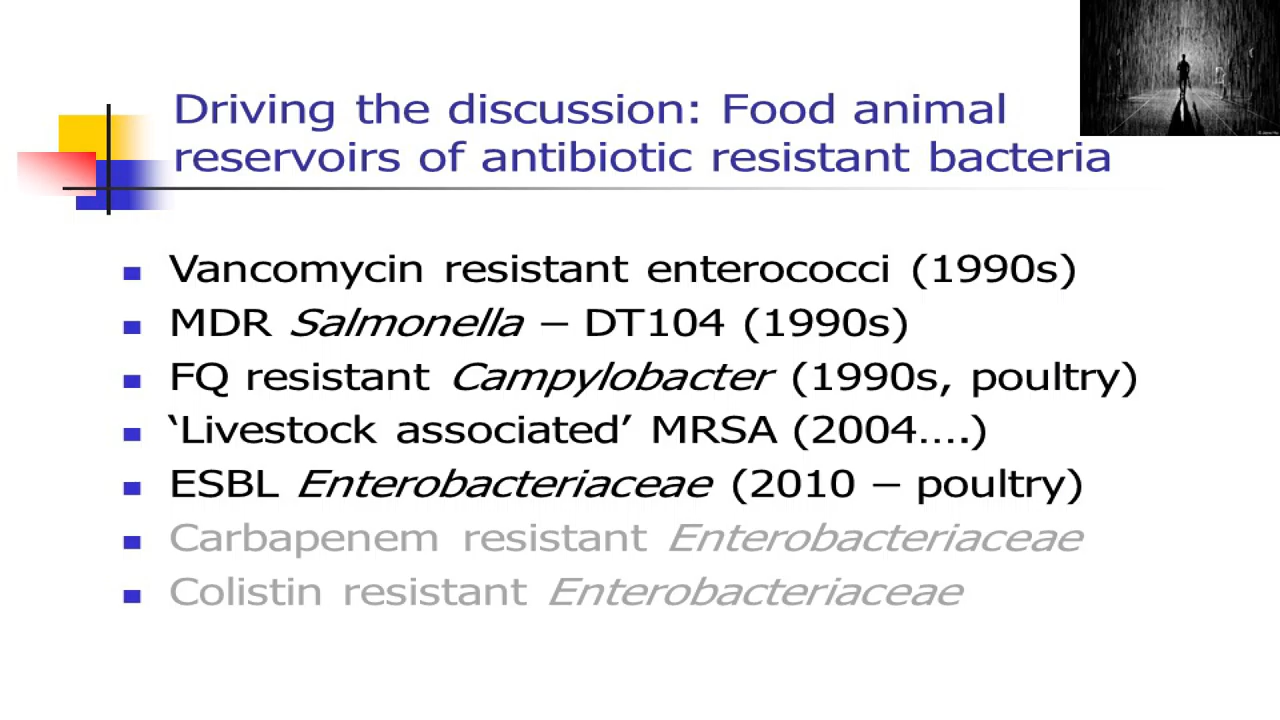 Driving the discussion: Food animal
reservoirs of antibiotic resistant bacteria
Vancomycin resistant enterococci (1990s)
MDR Salmonella – DT104 (1990s)
FQ resistant Campylobacter (1990s, poultry)
‘Livestock associated’ MRSA (2004….)
ESBL Enterobacteriaceae (2010 – poultry)
Carbapenem resistant Enterobacteriaceae
Colistin resistant Enterobacteriaceae